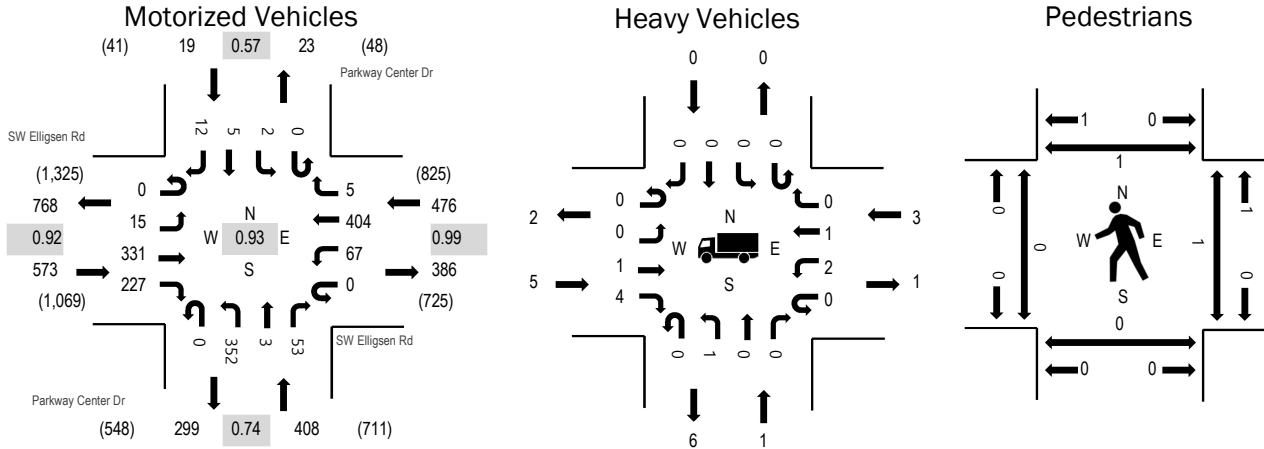 Motorized Vehicles
(41) 19 0.57 23 (48)
Parkway Center Dr
SW Elligsen Rd
12 5 2 0
(1,325)
768
0.92
573
(1,069)
0
15
331
227
N
W 0.93 E
S
5
404
67
0
(825)
476
0.99
386
(725)
0 352 3 53
SW Elligsen Rd
Parkway Center Dr
(548) 299 0.74 408 (711)
Heavy Vehicles
0 0
0 0 0 0
2
5
0
0
1
4
N
W E
S
0
1
2
0
3
1
0 1 0 0
6 1
Pedestrians
1 0
1
0
0
0
N
W E
S
1
1
0
0
0 0